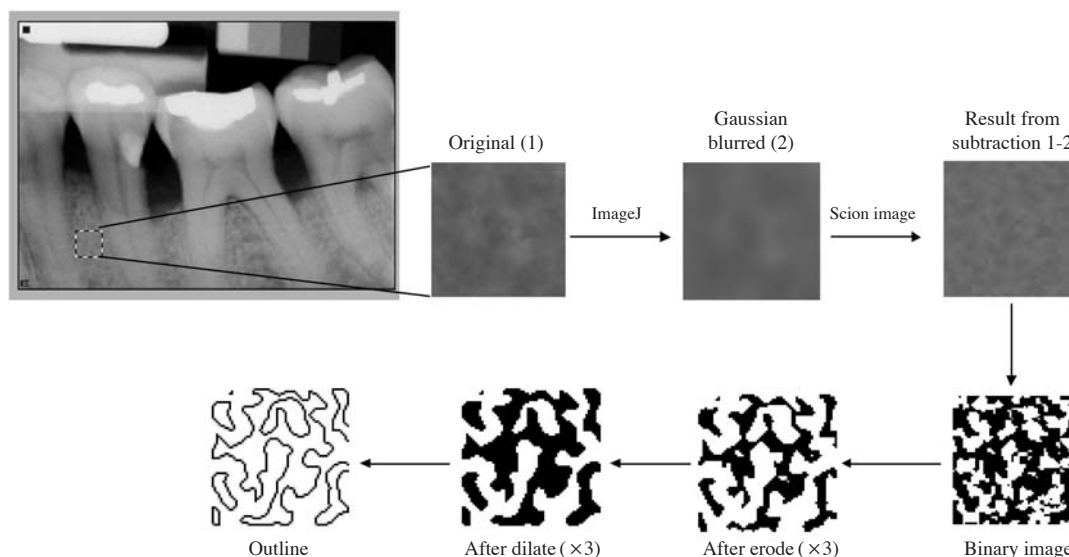 Original (1)
Gaussian
blurred (2)
Result from
subtraction 1-2
ImageJ
Scion image
Outline
After dilate (×3)
After erode (×3)
Binary image